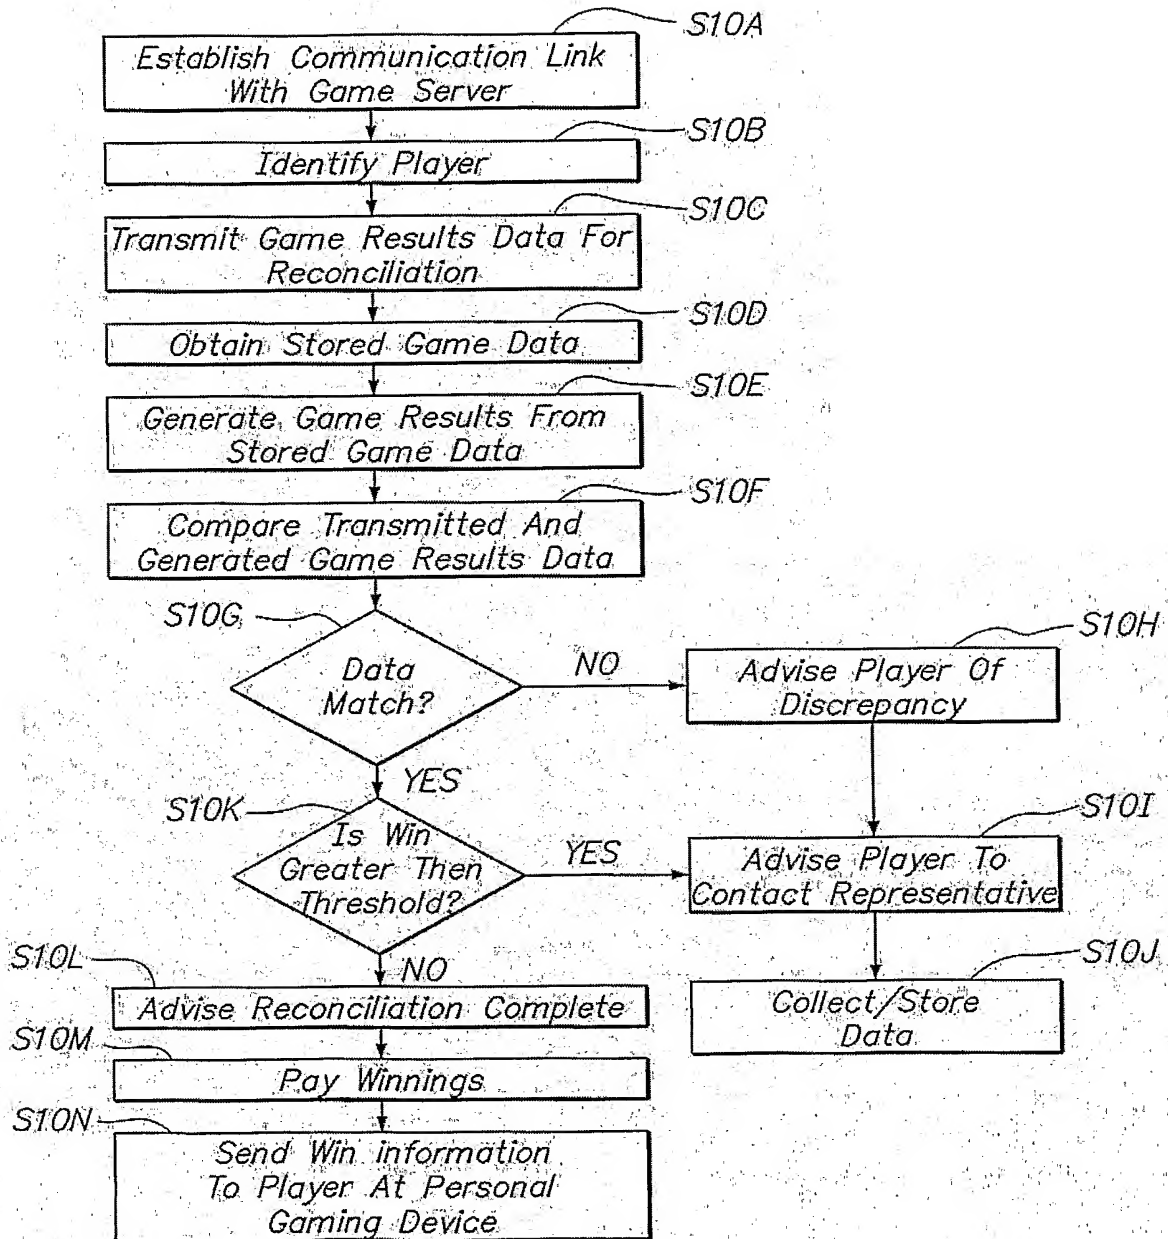 S10A
Establish Communication Link
With Game Server
S10B
Identify Player
S10C
Transmit Game Results Data For
Reconciliation
S10D
Obtain Stored Game Data
S10E
Generate Game Results From
Stored Game Data
S10F
Compare Transmitted And
Generated Game Results Data
S10G
Data
Match?
NO
S10H
Advise Player Of
Discrepancy
YES
S10K
Is Win
Greater Then
Threshold?
YES
S10I
Advise Player To
Contact Representative
NO
S10J
Collect/Store
Data
S10L
Advise Reconciliation Complete
S10M
Pay Winnings
S10N
Send Win information
To Player At Personal
Gaming Device